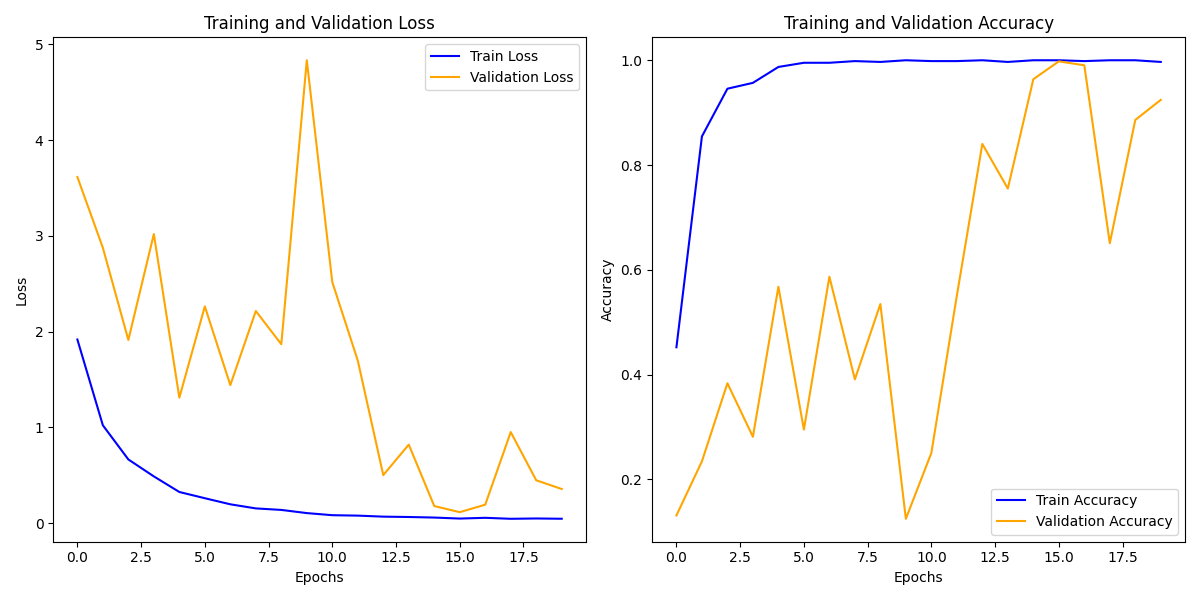 Training and Validation Loss
Train Loss
Validation Loss
5
4
3
2
1
0
Loss
0.0 2.5 5.0 7.5 10.0 12.5 15.0 17.5
Epochs
Training and Validation Accuracy
1.0
0.8
0.6
0.4
0.2
Accuracy
Train Accuracy
Validation Accuracy
0.0 2.5 5.0 7.5 10.0 12.5 15.0 17.5
Epochs